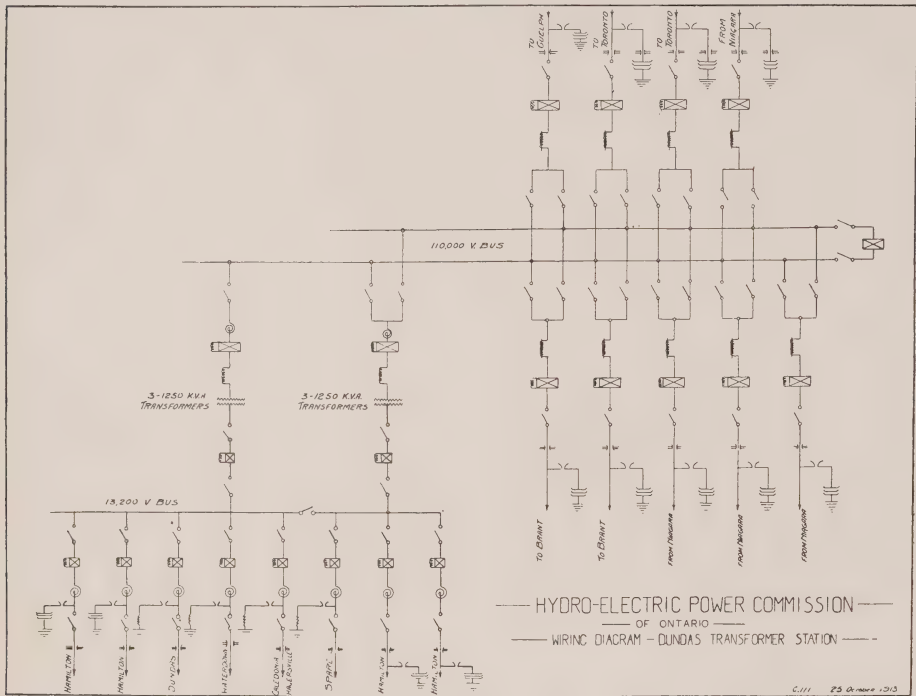 TO GUELPH
TO TORONTO
TO TORONTO
FROM NIAGARA
110,000 V. BUS
3-1250 K.V.A
TRANSFORMERS
3-1250 K.V.A.
TRANSFORMERS
13,200 V BUS
TO BRANT
TO BRANT
FROM NIAGARA
FROM NIAGARA
FROM NIAGARA
HAMILTON
HAMILTON
DUNDAS
WATERDOWN
CALEDONIA
HAGERSVILLE
SPARE
HAMILTON
HAMILTON
HYDRO-ELECTRIC POWER COMMISSION
OF ONTARIO
WIRING DIAGRAM - DUNDAS TRANSFORMER STATION
C.111 25 October 1913